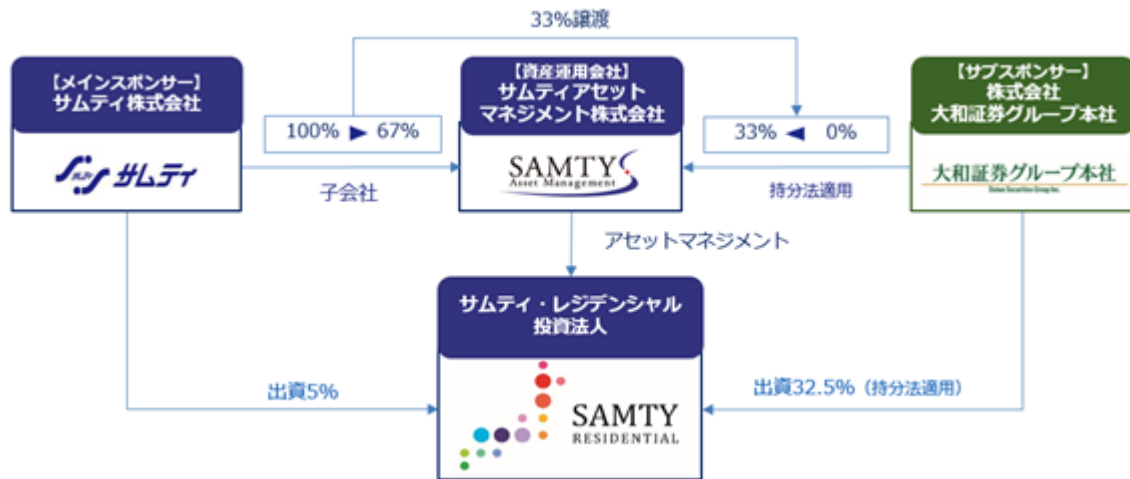 33%譲渡
【メインスポンサー】
サムティ株式会社
サムティ
100% ▶ 67%
子会社
【資産運用会社】
サムティアセット
マネジメント株式会社
SAMTY
Asset Management
33% ◀ 0%
持分法適用
【サブスポンサー】
株式会社
大和証券グループ本社
大和証券グループ本社
Daiwa Securities Group Inc.
アセットマネジメント
サムティ・レジデンシャル
投資法人
SAMTY
RESIDENTIAL
出資5%
出資32.5%（持分法適用）